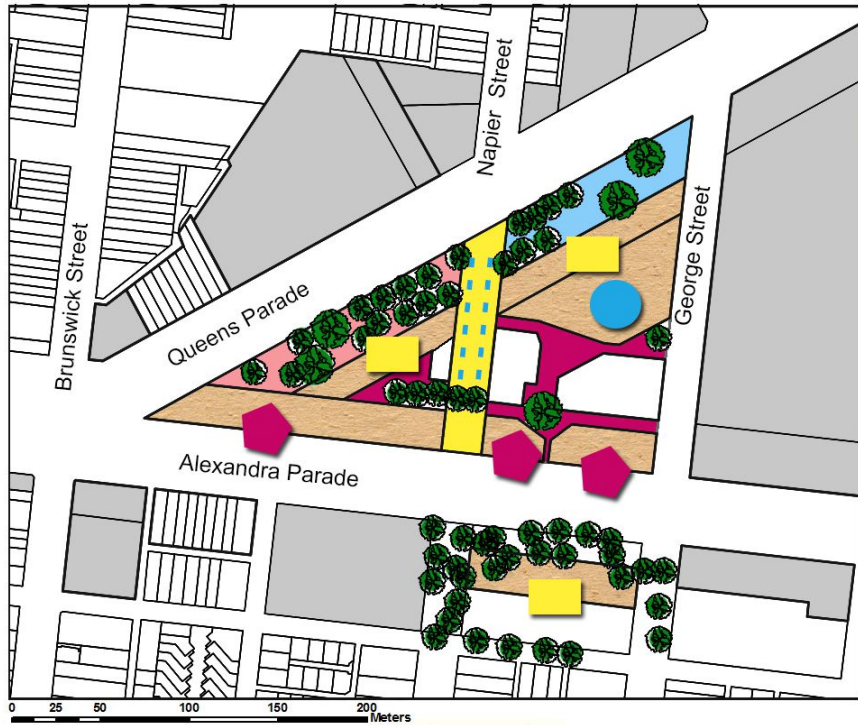 Napier Street
Brunswick Street
Queens Parade
George Street
Alexandra Parade
0 25 50 100 150 200
Meters